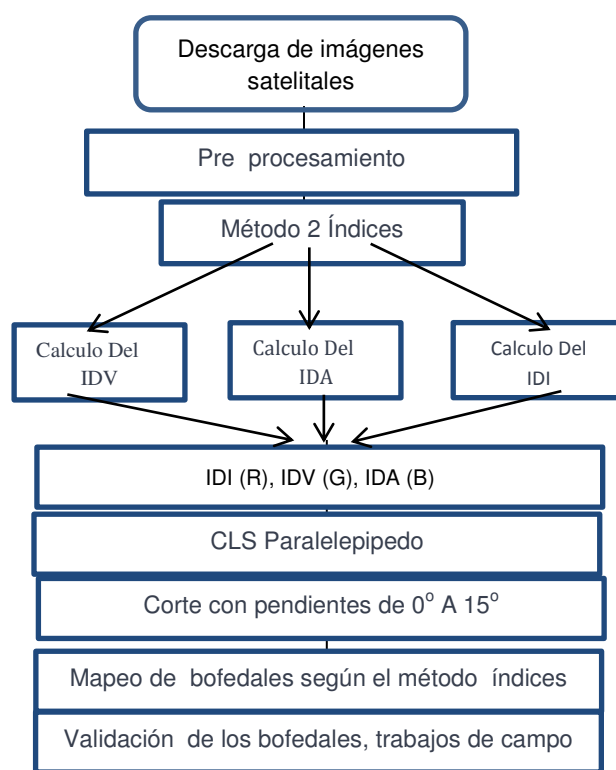 Descarga de imágenes
satelitales
Pre procesamiento
Método 2 Índices
Calculo Del
IDV
Calculo Del
IDA
Calculo Del
IDI
IDI (R), IDV (G), IDA (B)
CLS Paralelepipedo
Corte con pendientes de 0° A 15°
Mapeo de bofedales según el método índices
Validación de los bofedales, trabajos de campo